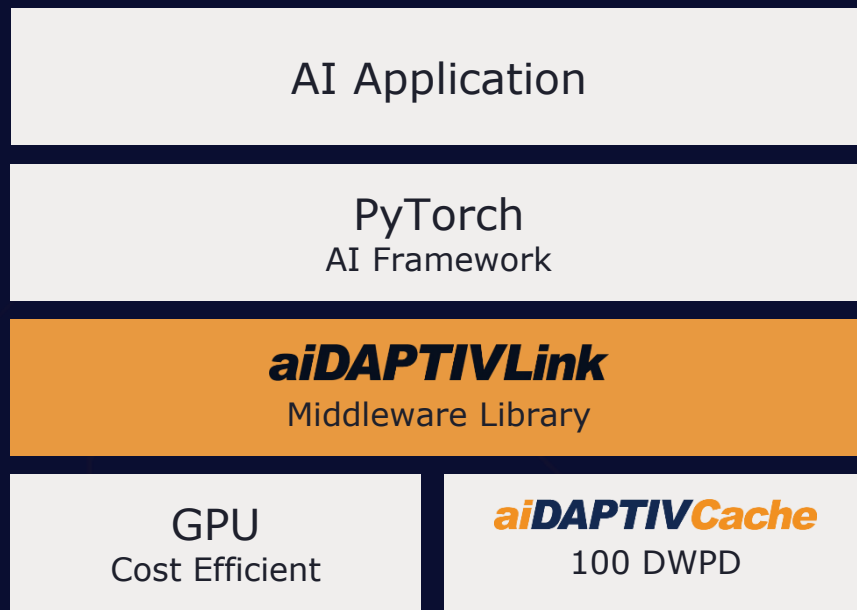 AI Application
PyTorch
AI Framework
aiDAPTIVLink
Middleware Library
GPU
Cost Efficient
aiDAPTIVCache
100 DWPD